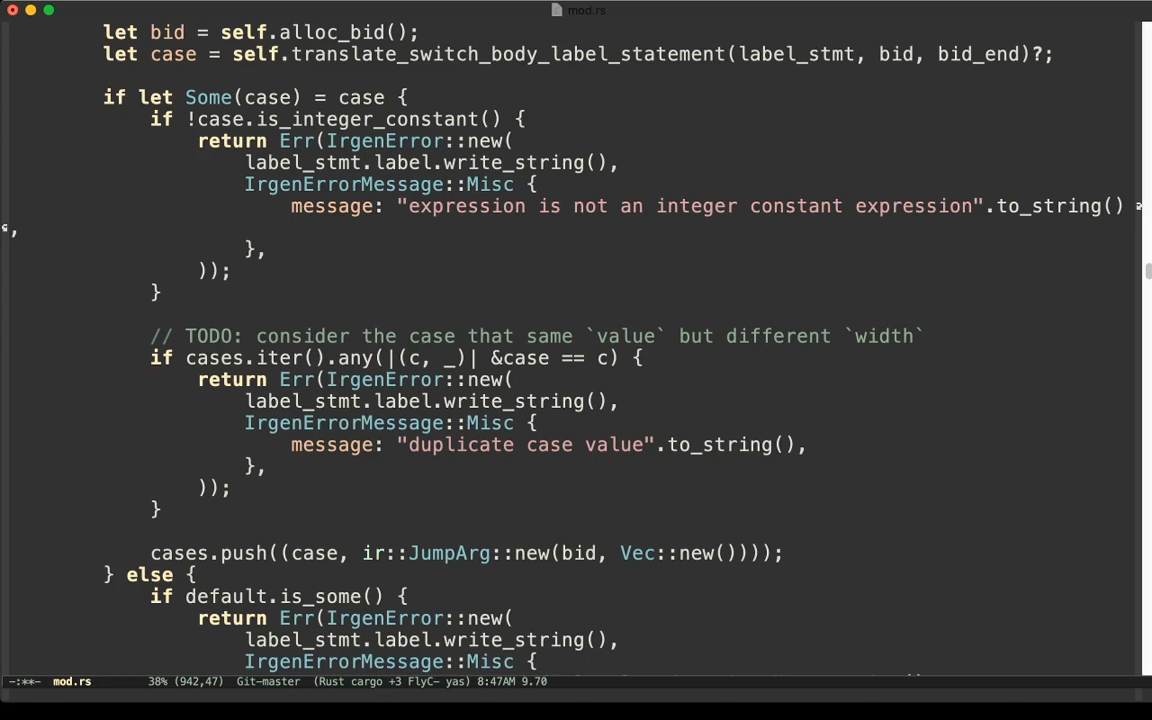 mod.rs
let bid = self.alloc_bid();
let case = self.translate_switch_body_label_statement(label_stmt, bid, bid_end)?;
if let Some(case) = case {
if !case.is_integer_constant() {
return Err(IrgenError::new(
label_stmt.label.write_string(),
IrgenErrorMessage::Misc {
message: "expression is not an integer constant expression".to_string()
,
},
));
}
// TODO: consider the case that same `value` but different `width`
if cases.iter().any(|(c, _)| &case == c) {
return Err(IrgenError::new(
label_stmt.label.write_string(),
IrgenErrorMessage::Misc {
message: "duplicate case value".to_string(),
},
));
}
cases.push((case, ir::JumpArg::new(bid, Vec::new())));
} else {
if default.is_some() {
return Err(IrgenError::new(
label_stmt.label.write_string(),
IrgenErrorMessage::Misc {
-:**- mod.rs 38% (942,47) Git-master (Rust cargo +3 FlyC- yas) 8:47AM 9.70